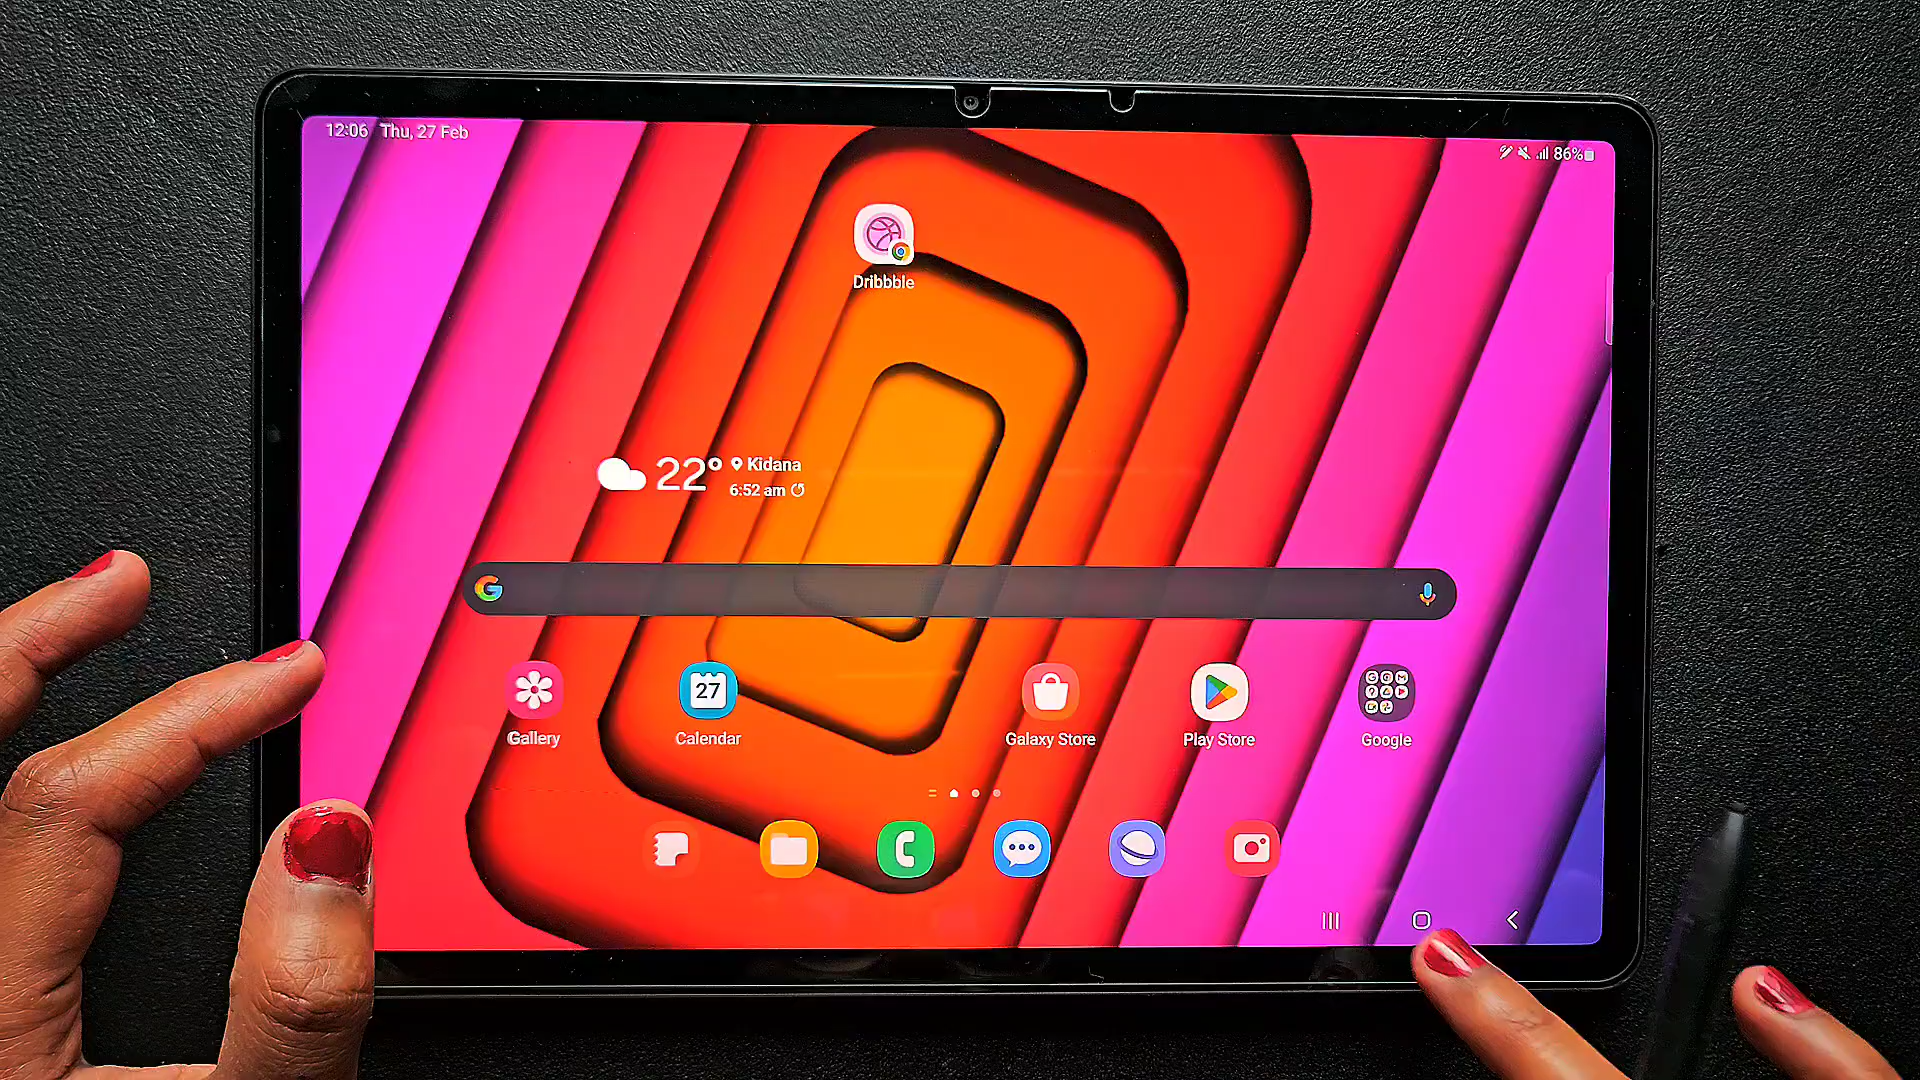 12:06 Thu, 27 Feb
86%
Dribbble
22° Kidana
6:52 am
G
27
Gallery
Calendar
Galaxy Store
Play Store
Google